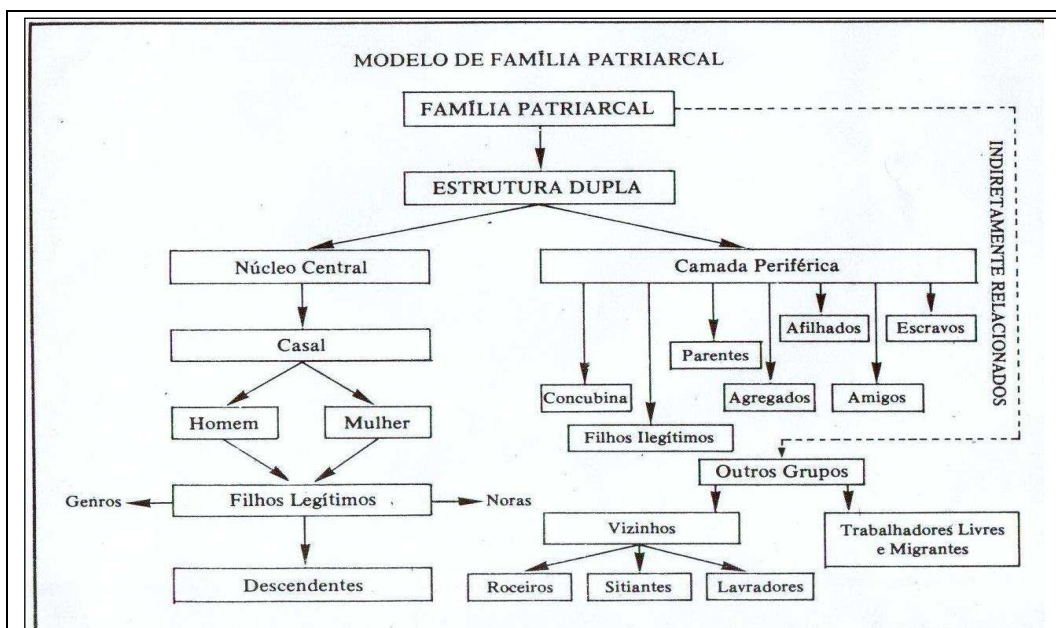 MODELO DE FAMÍLIA PATRIARCAL
FAMÍLIA PATRIARCAL
ESTRUTURA DUPLA
INDIRETAMENTE RELACIONADOS
Núcleo Central
Camada Periférica
Casal
Homem
Mulher
Genros
Filhos Legítimos
Noras
Descendentes
Concubina
Filhos Ilegítimos
Parentes
Agregados
Afilhados
Amigos
Escravos
Outros Grupos
Vizinhos
Trabalhadores Livres
e Migrantes
Roceiros
Sitiantes
Lavradores